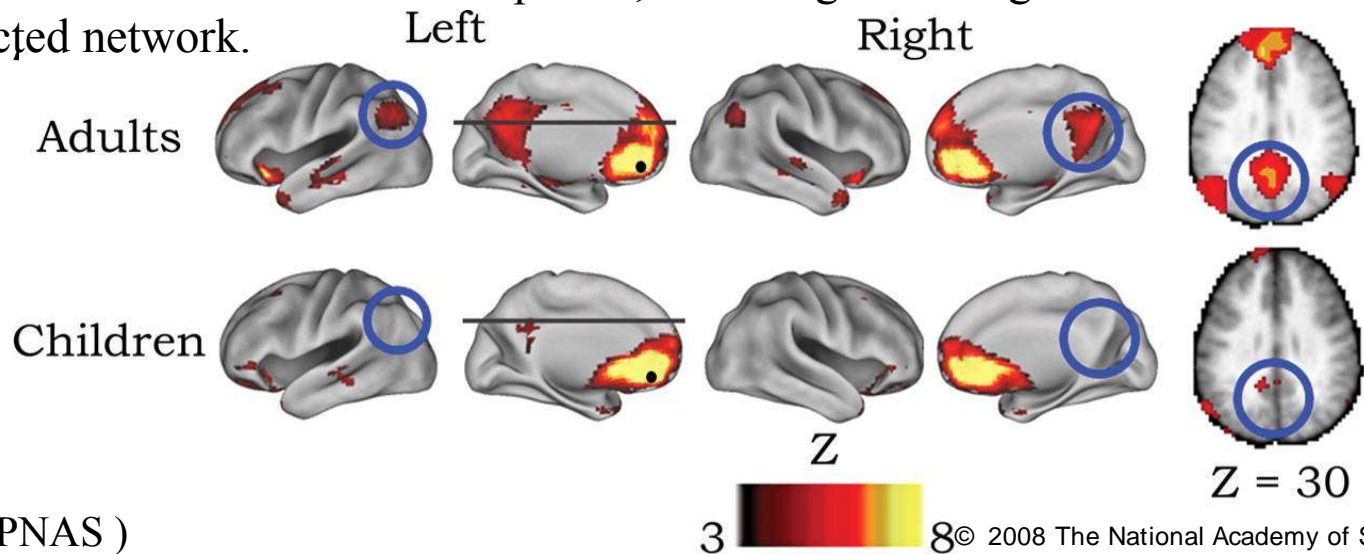 cted network.
Left Right
Adults
Children
Z
Z = 30
3 8
PNAS )
© 2008 The National Academy of S